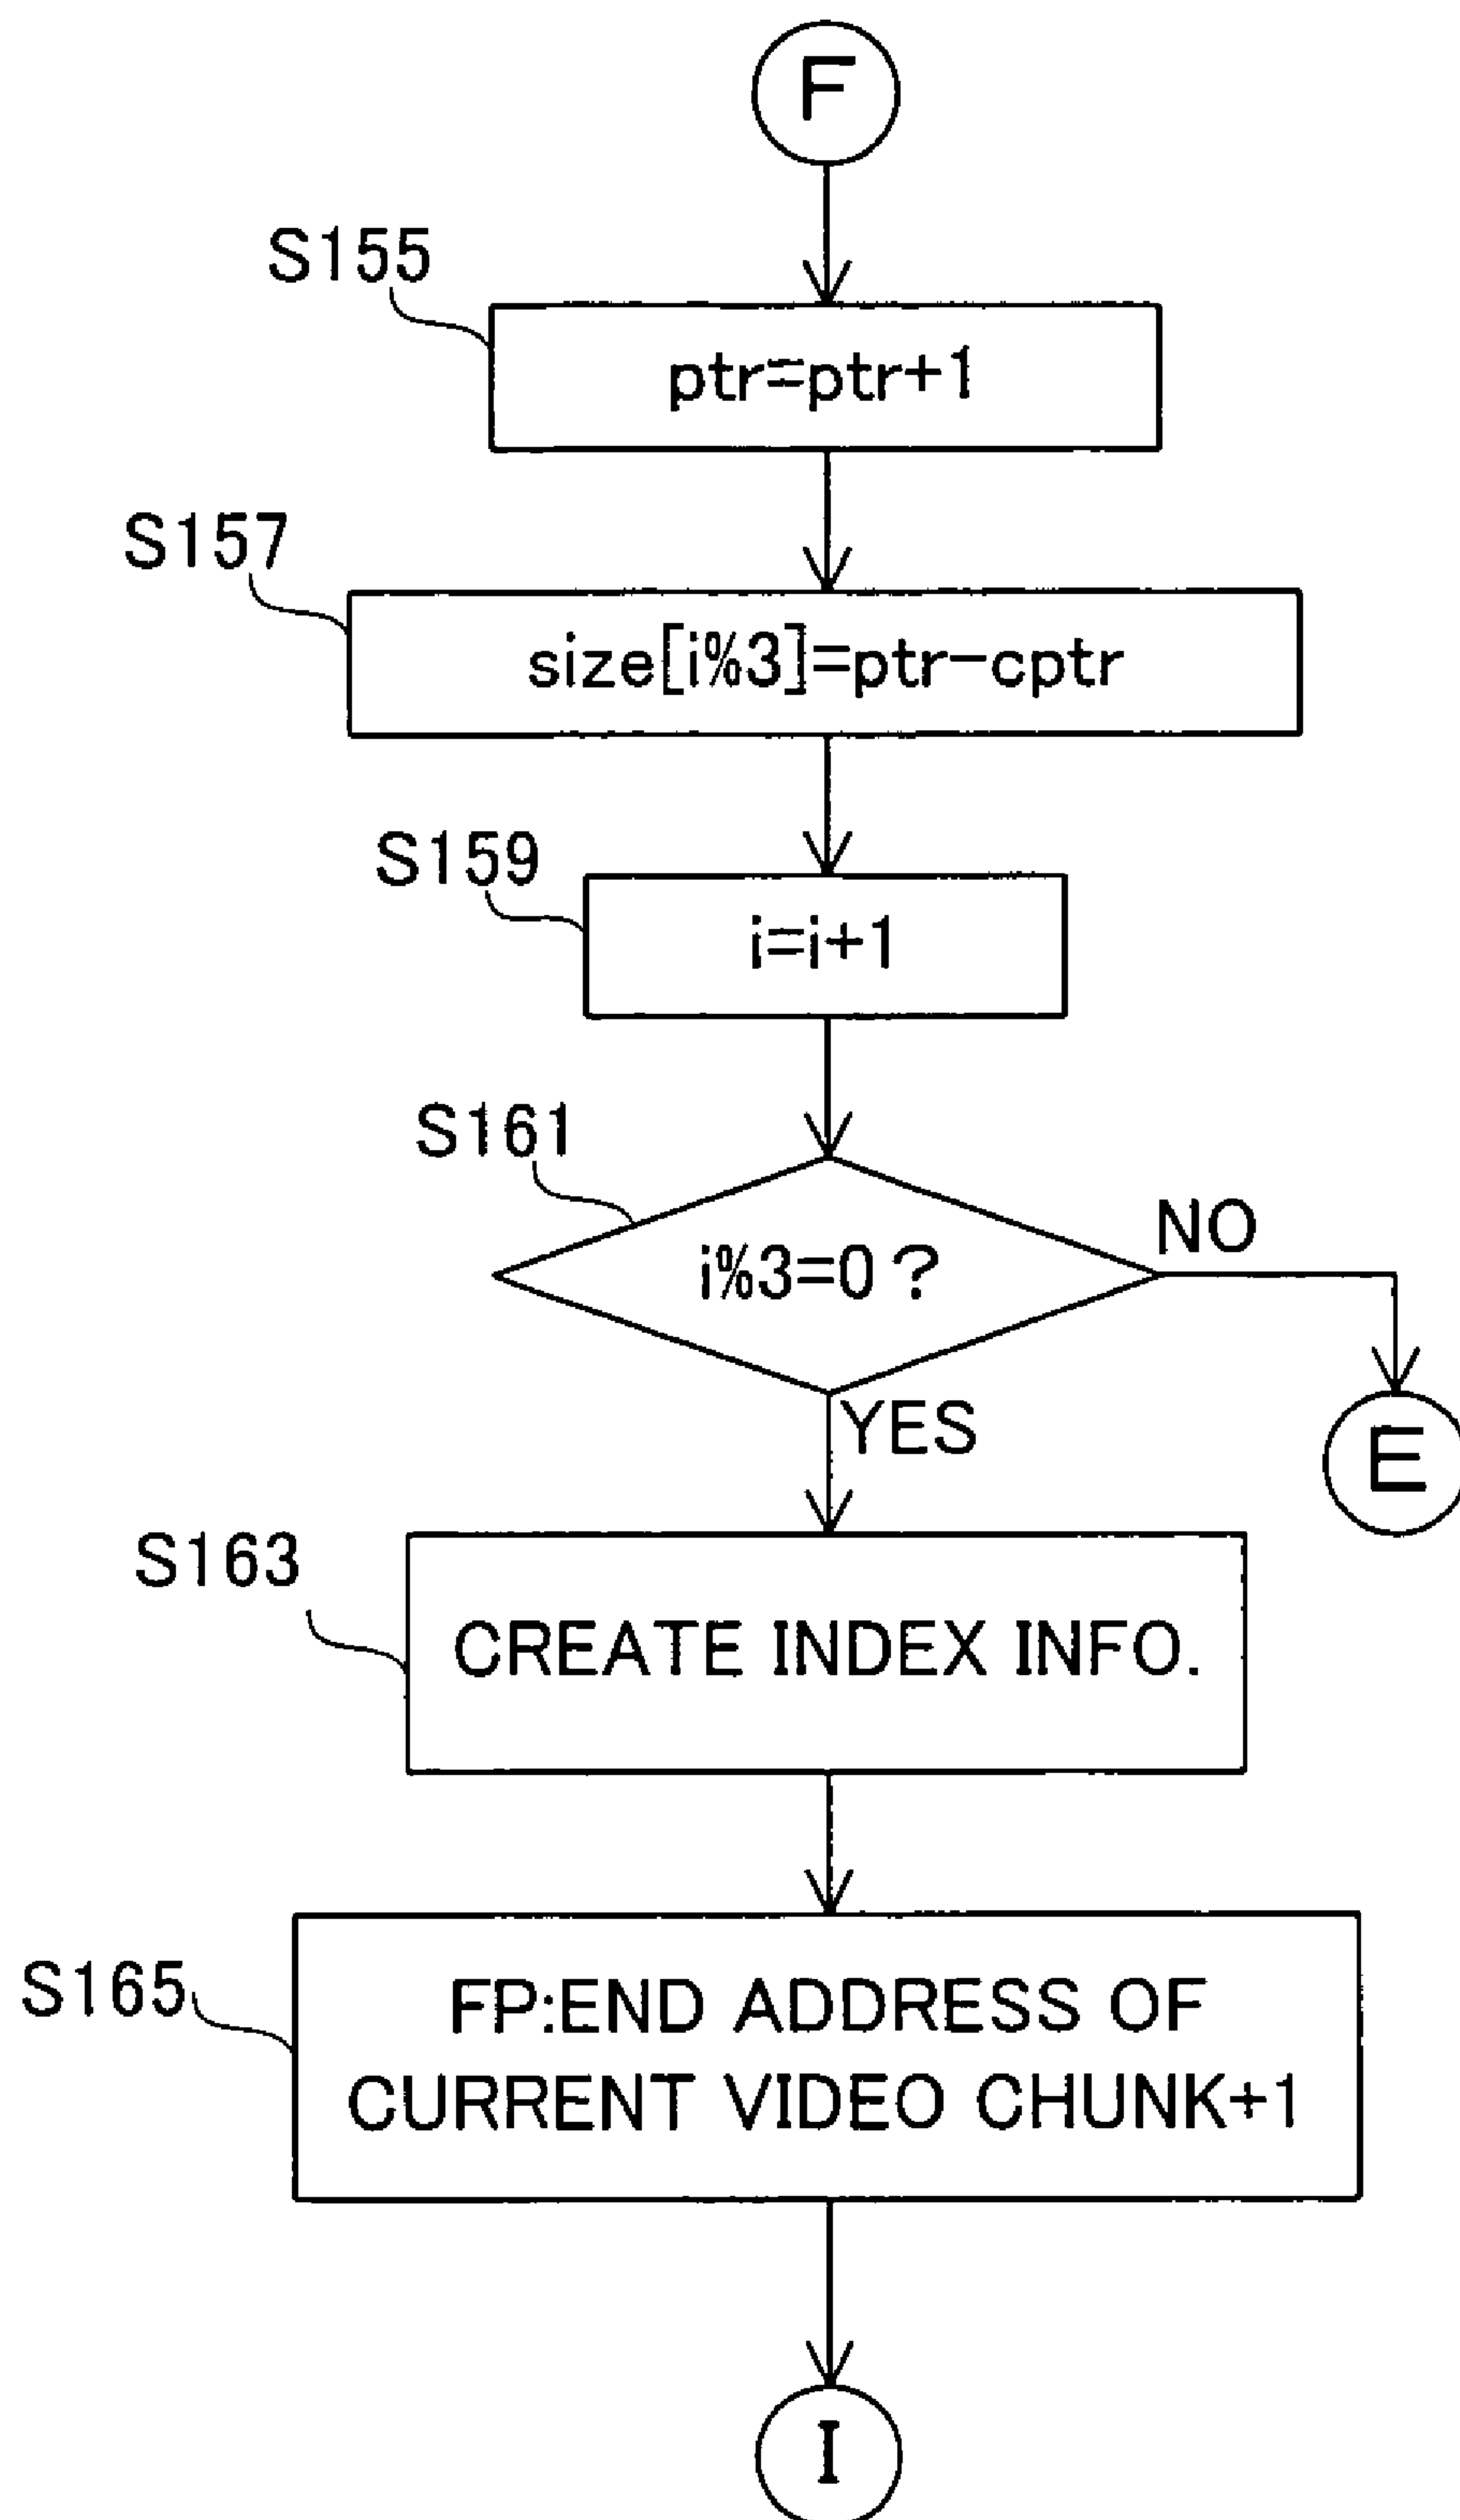 F
S155
ptr=ptr+1
S157
size[i%3]=ptr-cptr
S159
i=i+1
S161
i%3=0?
NO
YES
E
S163
CREATE INDEX INFO.
S165
FP:END ADDRESS OF
CURRENT VIDEO CHUNK+1
I